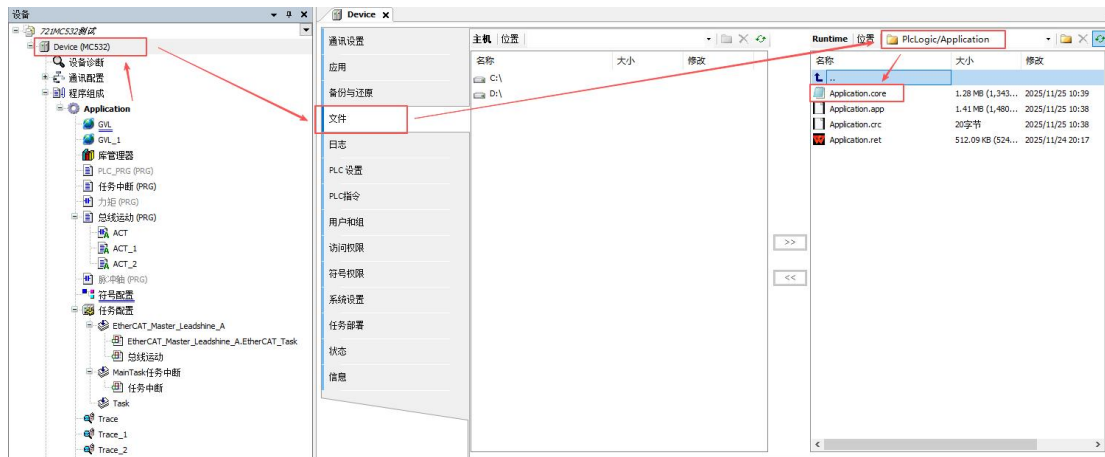 设备
721MC532测试
Device (MC532)
设备诊断
通讯配置
程序组成
Application
GVL
GVL_1
库管理器
PLC_PRG (PRG)
任务中断 (PRG)
力矩 (PRG)
总线运动 (PRG)
ACT
ACT_1
ACT_2
脉冲轴 (PRG)
符号配置
任务配置
EtherCAT_Master_Leadshine_A
EtherCAT_Master_Leadshine_A.EtherCAT_Task
总线运动
MainTask任务中断
任务中断
Task
Trace
Trace_1
Trace_2
Device
通讯设置
应用
备份与还原
文件
日志
PLC 设置
PLC指令
用户和组
访问权限
符号权限
系统设置
任务部署
状态
信息
主机 位置
名称 大小 修改
C:\
D:\
>>
<<
Runtime 位置 PlcLogic/Application
名称 大小 修改
..
Application.core 1.28 MB (1,343... 2025/11/25 10:39
Application.app 1.41 MB (1,480... 2025/11/25 10:38
Application.crc 20字节 2025/11/25 10:38
Application.ret 512.09 KB (524... 2025/11/24 20:17